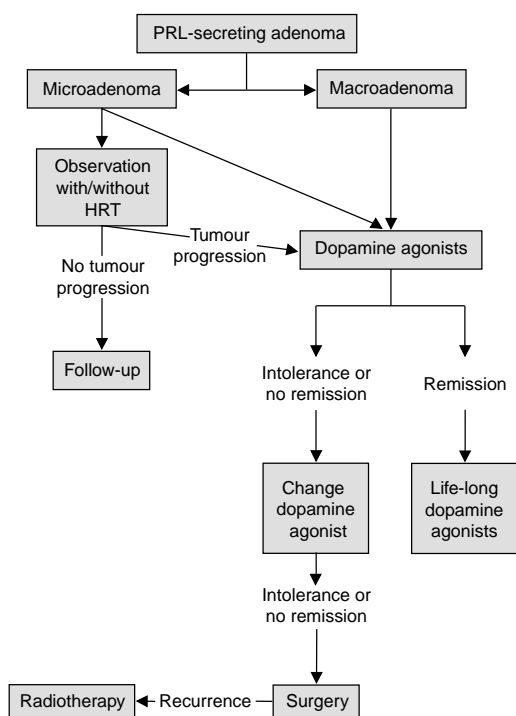 PRL-secreting adenoma
Microadenoma
Macroadenoma
Observation
with/without
HRT
Tumour
progression
Dopamine agonists
No tumour
progression
Follow-up
Intolerance or
no remission
Remission
Change
dopamine
agonist
Life-long
dopamine
agonists
Intolerance or
no remission
Radiotherapy
Recurrence
Surgery